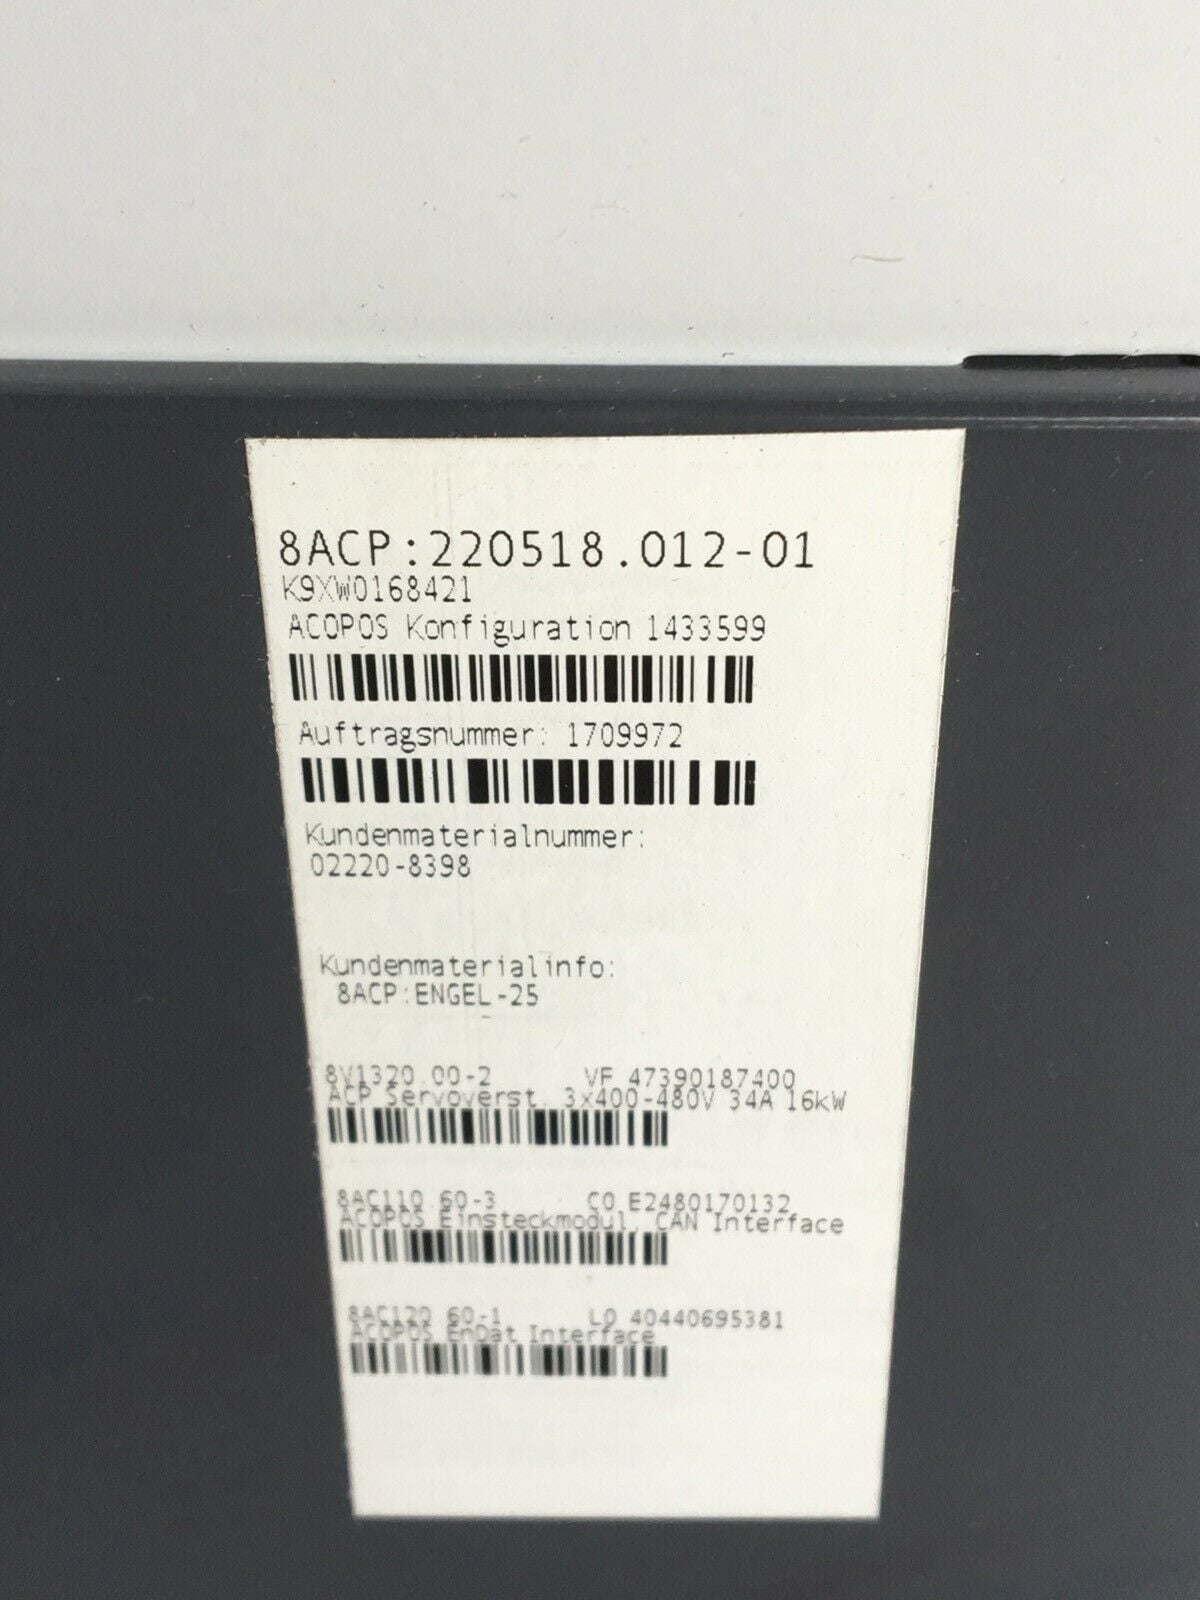 8ACP:220518.012-01
K9XW0168421
ACOPOS Konfiguration 1433599
Auftragsnummer: 1709972
Kundenmaterialnummer:
02220-8398
Kundenmaterialinfo:
8ACP:ENGEL-25
8V1320.00-2 VF 47390187400
ACP Servoverst. 3x400-480V 34A 16kW
8AC110 60-3 C0 E2480170132
ACOPOS Einsteckmodul, CAN Interface
8AC120 60-1 L0 40440695381
ACOPOS EnDat Interface